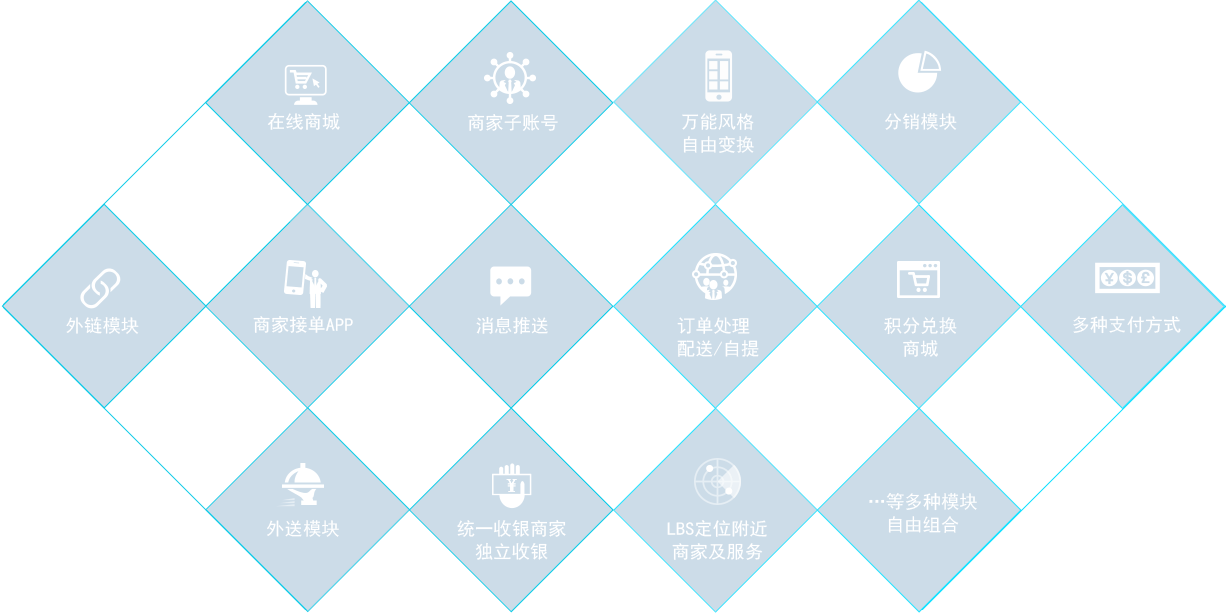 在线商城
商家子账号
万能风格
自由变换
分销模块
外链模块
商家接单APP
消息推送
订单处理
配送/自提
积分兑换
商城
¥ $ £
多种支付方式
外送模块
¥
统一收银商家
独立收银
LBS定位附近
商家及服务
…等多种模块
自由组合